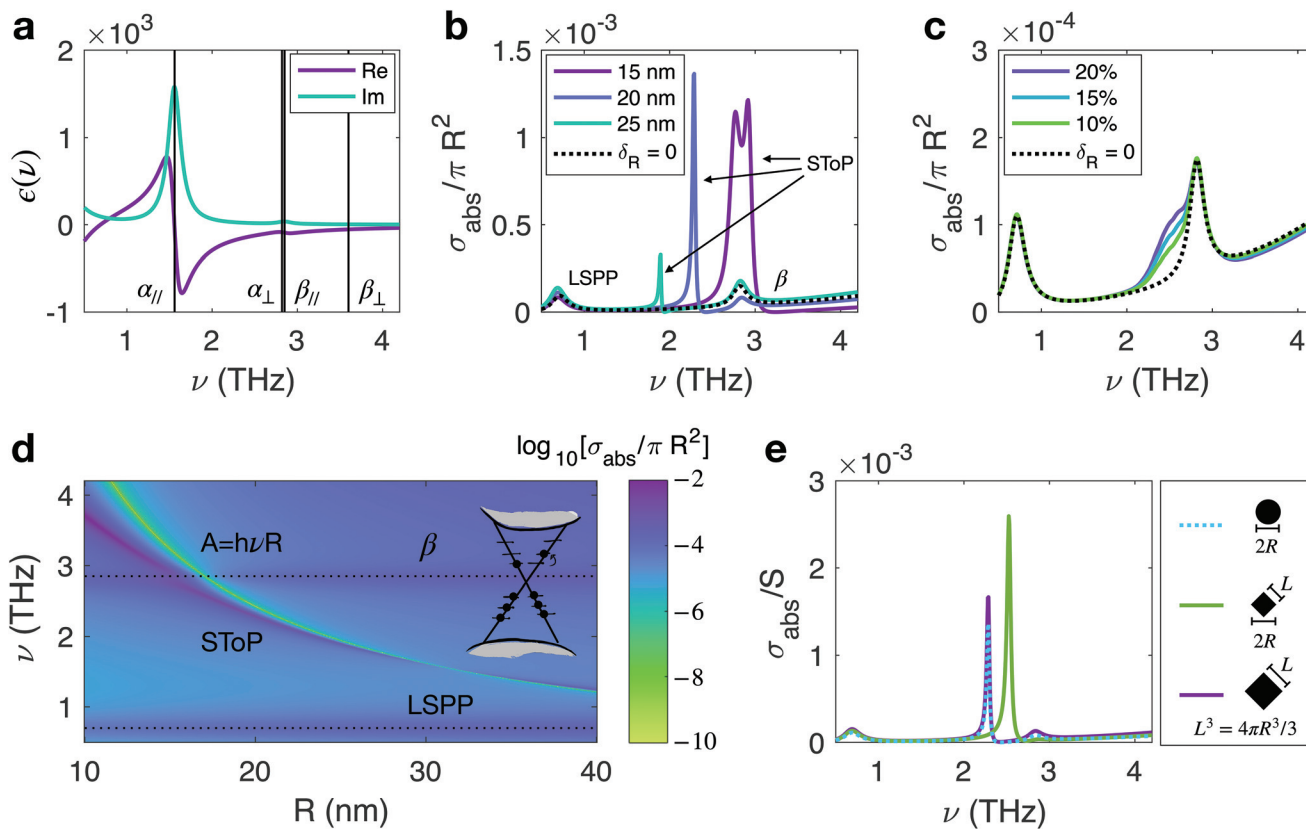 a
×10³
2
1
0
-1
ϵ(ν)
Re
Im
α//
α⊥
β//
β⊥
1
2
3
4
ν (THz)
b
×10⁻³
1.5
1
0.5
0
σabs/π R²
15 nm
20 nm
25 nm
δR = 0
SToP
LSPP
β
1
2
3
4
ν (THz)
c
×10⁻⁴
3
2
1
0
σabs/π R²
20%
15%
10%
δR = 0
1
2
3
4
ν (THz)
d
log10[σabs/π R²]
4
3
2
1
ν (THz)
A=hνR
β
SToP
LSPP
10
20
30
40
R (nm)
−2
−4
−6
−8
−10
e
×10⁻³
3
2
1
0
σabs/S
1
2
3
4
ν (THz)
2R
L
2R
L
L³ = 4πR³/3